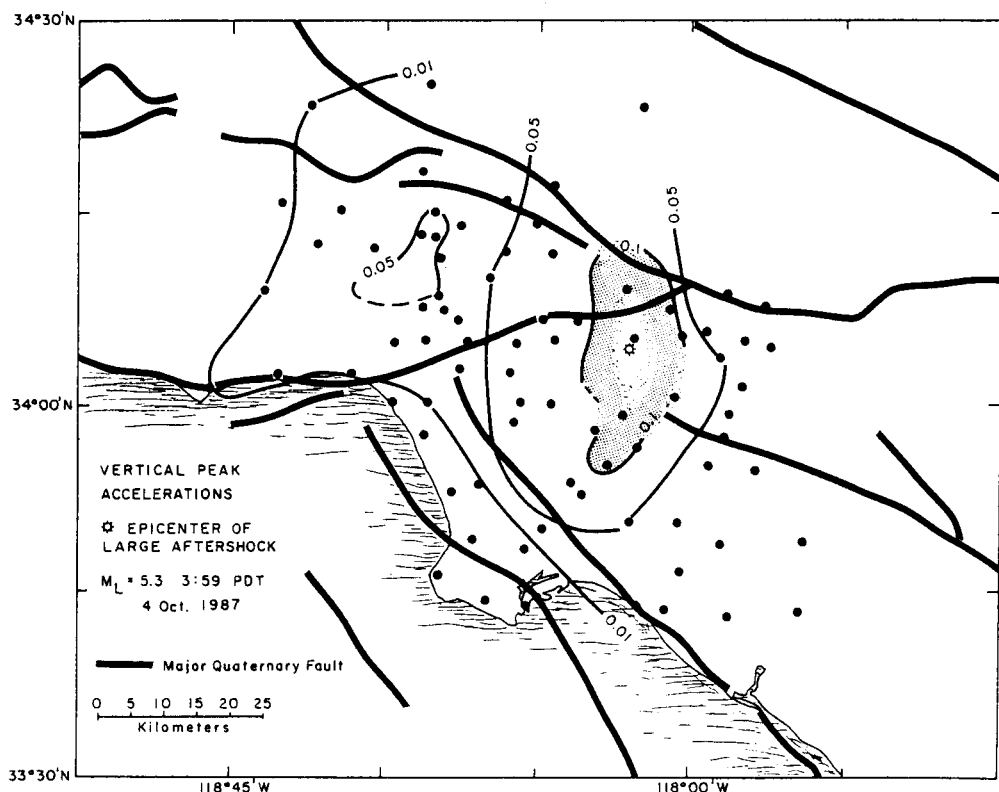 34°30'N
0.01
0.05
0.05
0.1
0.05
34°00'N
0.1
VERTICAL PEAK
ACCELERATIONS
EPICENTER OF
LARGE AFTERSHOCK
M_L = 5.3 3:59 PDT
4 Oct. 1987
0.01
Major Quaternary Fault
0 5 10 15 20 25
Kilometers
33°30'N
118°45'W
118°00'W